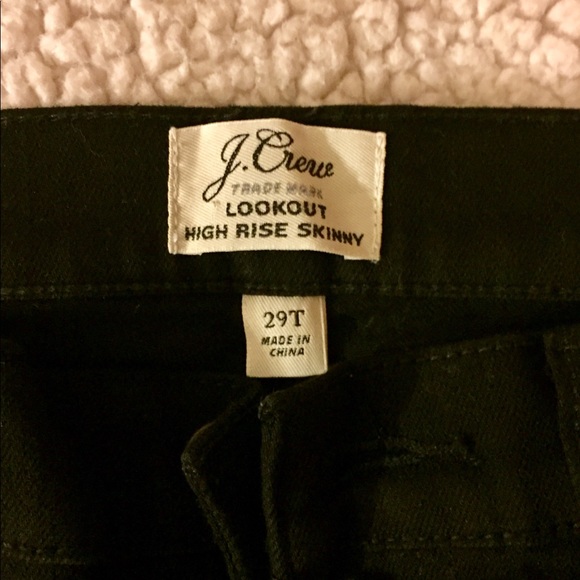 J.Crew
TRADE MARK
LOOKOUT
HIGH RISE SKINNY
29T
MADE IN
CHINA